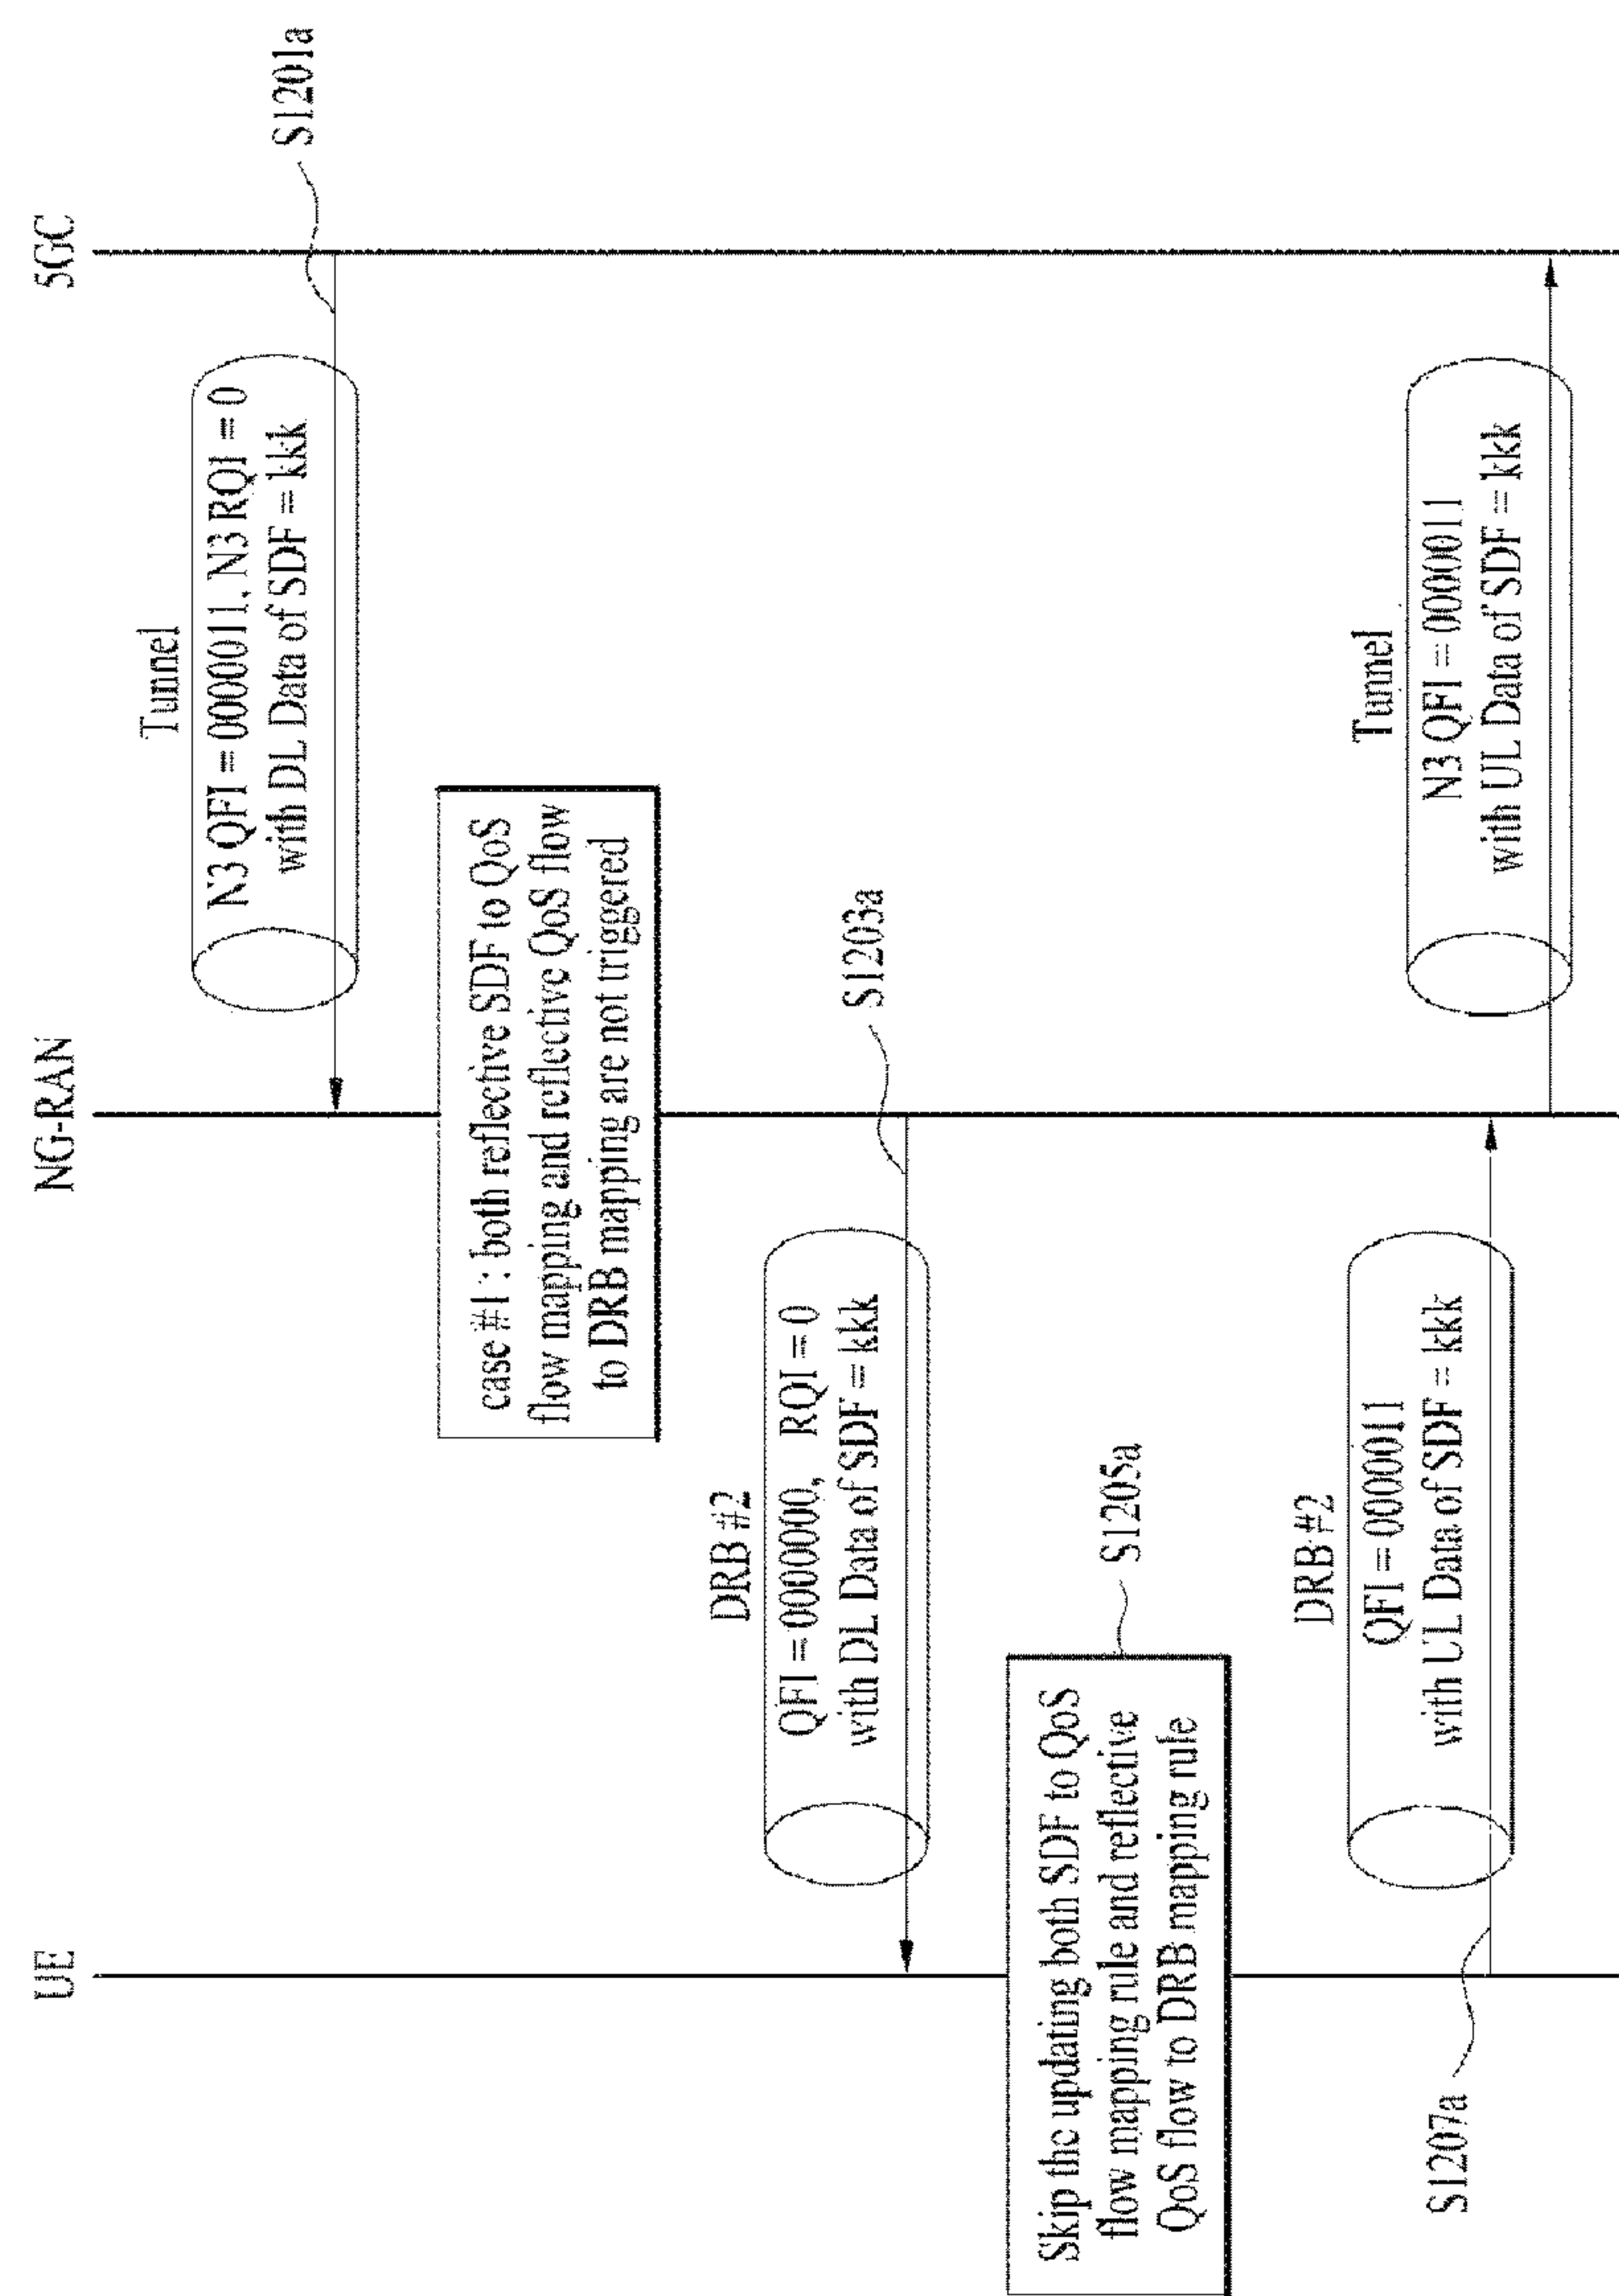 UE
NG-RAN
5GC
Tunnel
N3 QFI = 0000011, N3 RQI = 0
with DL Data of SDF = kkk
S1201a
case #1 : both reflective SDF to QoS
flow mapping and reflective QoS flow
to DRB mapping are not triggered
DRB #2
QFI = 0000000, RQI = 0
with DL Data of SDF = kkk
S1203a
Skip the updating both SDF to QoS
flow mapping rule and reflective
QoS flow to DRB mapping rule
S1205a
DRB #2
QFI = 0000011
with UL Data of SDF = kkk
Tunnel
N3 QFI = 0000011
with UL Data of SDF = kkk
S1207a